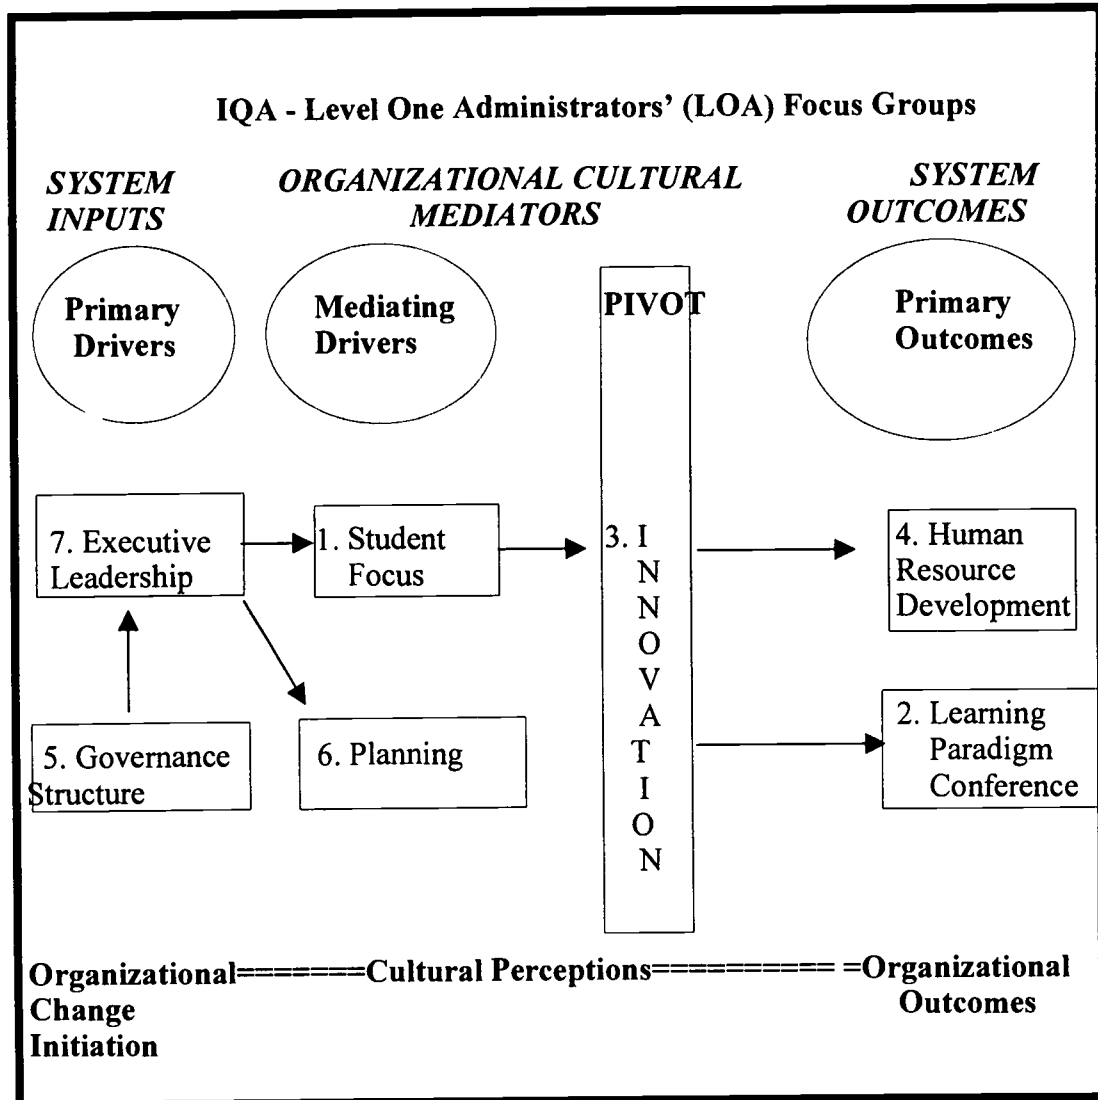 IQA - Level One Administrators' (LOA) Focus Groups
SYSTEM
INPUTS
ORGANIZATIONAL CULTURAL
MEDIATORS
SYSTEM
OUTCOMES
Primary
Drivers
Mediating
Drivers
PIVOT
Primary
Outcomes
7. Executive
Leadership
1. Student
Focus
3. I
N
N
O
V
A
T
I
O
N
4. Human
Resource
Development
5. Governance
Structure
6. Planning
2. Learning
Paradigm
Conference
Organizational=======Cultural Perceptions========== =Organizational
Change
Initiation
Outcomes